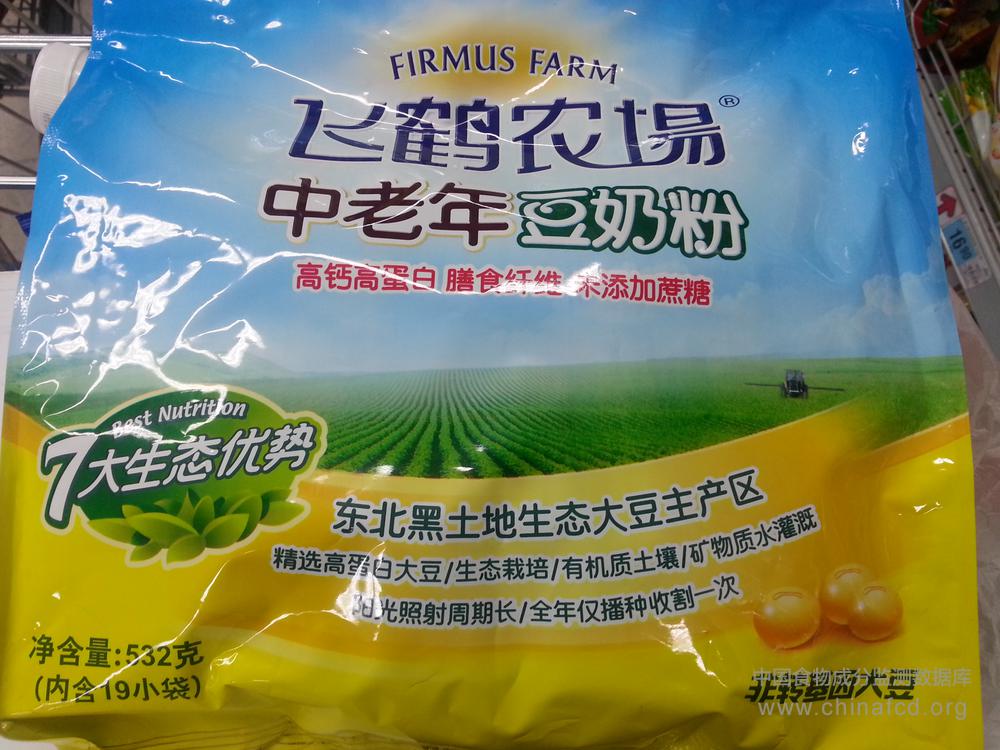 FIRMUS FARM
飞鹤农場®
中老年豆奶粉
高钙高蛋白 膳食纤维 未添加蔗糖
Best Nutrition
7大生态优势
东北黑土地生态大豆主产区
精选高蛋白大豆/生态栽培/有机质土壤/矿物质水灌溉
阳光照射周期长/全年仅播种收割一次
净含量:532克
(内含19小袋)
非转基因大豆
中国食物成分监测数据库
www.chinafcd.org
16